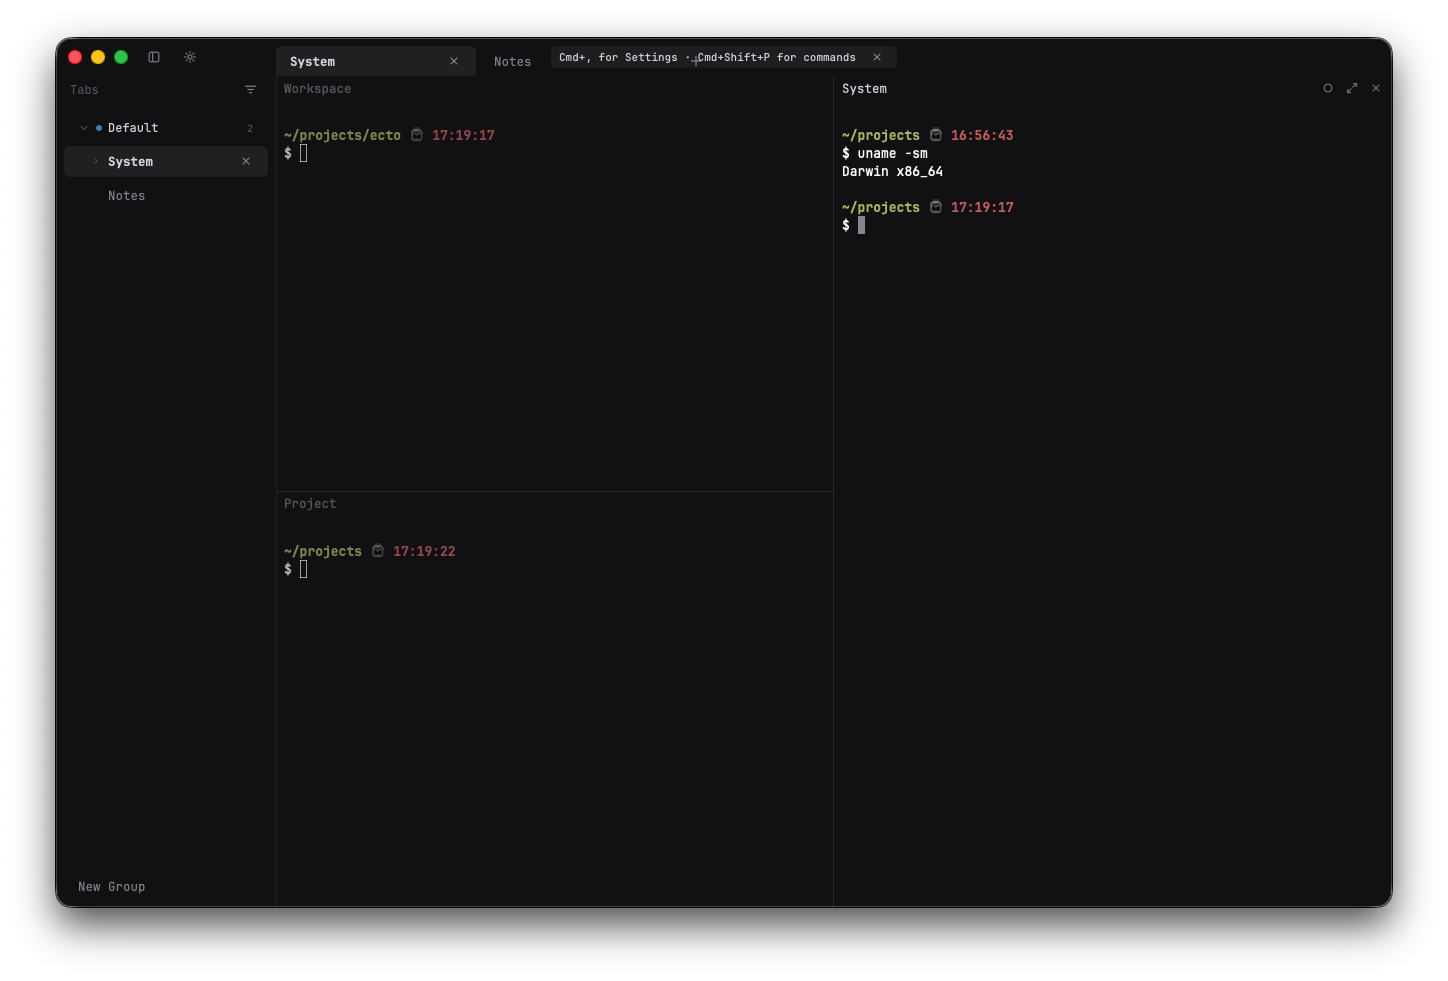 System
Notes
Cmd+, for Settings · Cmd+Shift+P for commands
Tabs
Default
2
System
Notes
New Group
Workspace
~/projects/ecto 17:19:17
$
Project
~/projects 17:19:22
$
System
~/projects 16:56:43
$ uname -sm
Darwin x86_64
~/projects 17:19:17
$